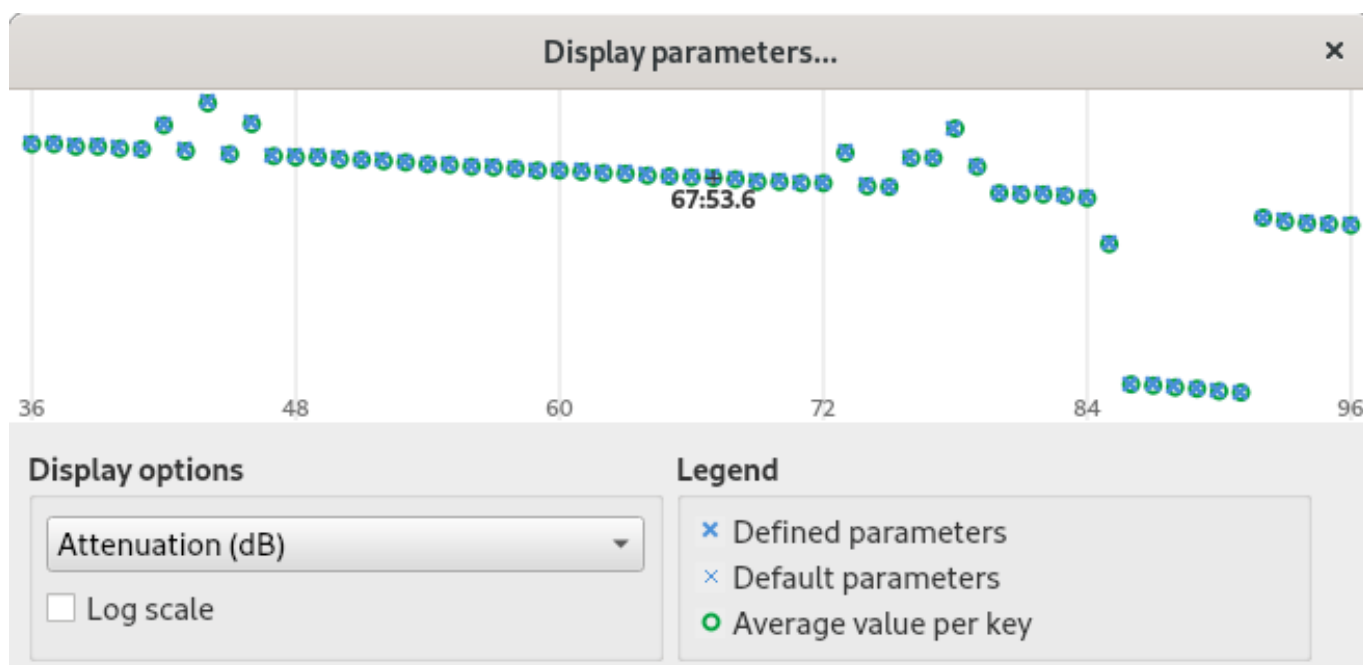 Display parameters...
67:53.6
36 48 60 72 84 96
Display options
Attenuation (dB)
Log scale
Legend
Defined parameters
Default parameters
Average value per key